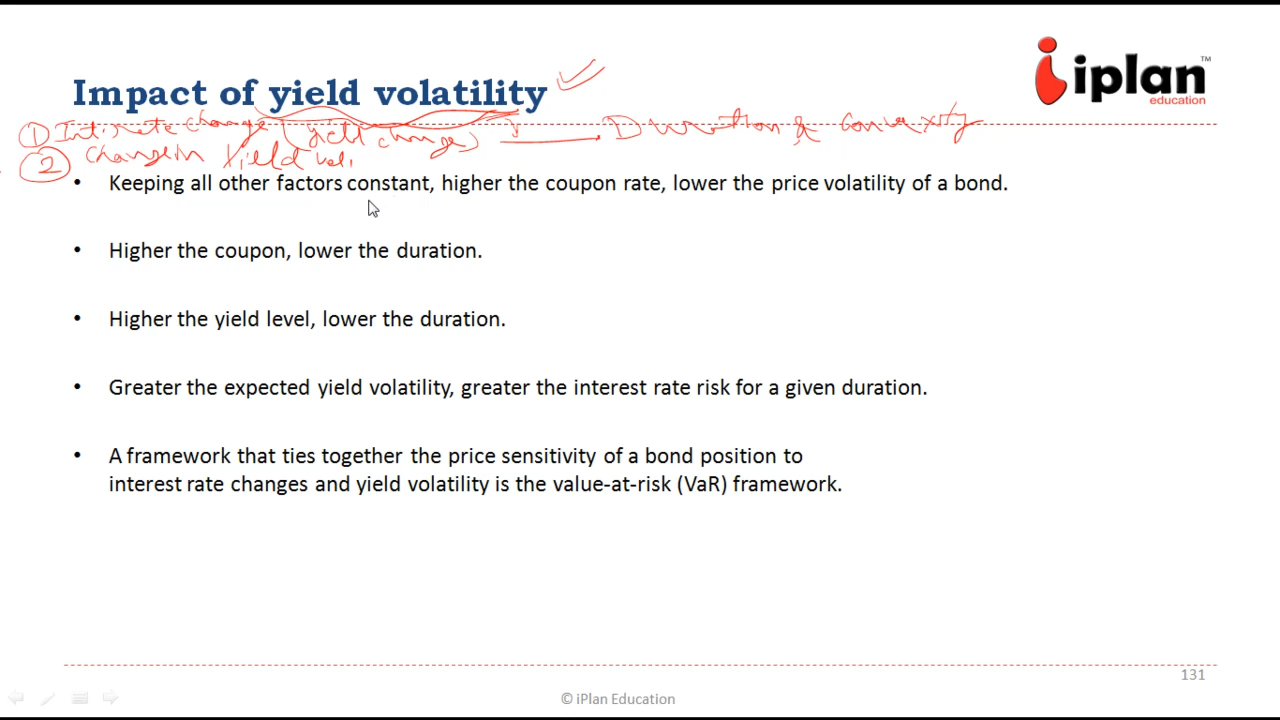 Impact of yield volatility
iplan™
education
① Int. rate change (yield change) → Duration & Convexity
② Change in Yield vol.
• Keeping all other factors constant, higher the coupon rate, lower the price volatility of a bond.
• Higher the coupon, lower the duration.
• Higher the yield level, lower the duration.
• Greater the expected yield volatility, greater the interest rate risk for a given duration.
• A framework that ties together the price sensitivity of a bond position to
interest rate changes and yield volatility is the value-at-risk (VaR) framework.
131
© iPlan Education